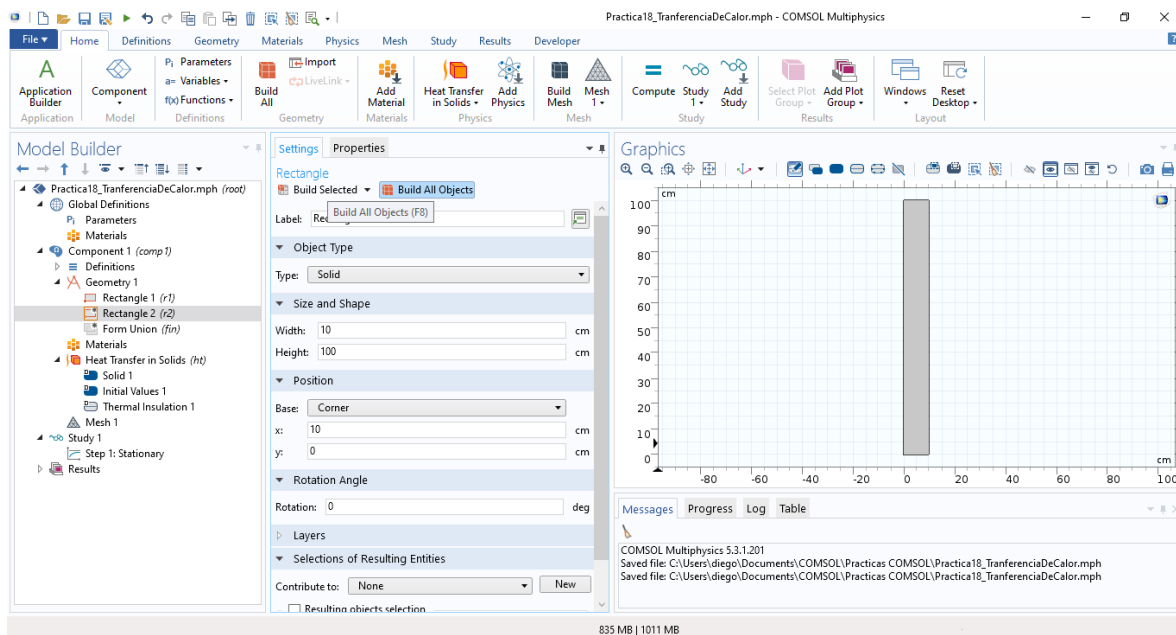 Practica18_TranferenciaDeCalor.mph - COMSOL Multiphysics
File Home Definitions Geometry Materials Physics Mesh Study Results Developer
Application Builder
Component
Pi Parameters
a= Variables
f(x) Functions
Build All
Import
LiveLink
Add Material
Heat Transfer in Solids
Add Physics
Build Mesh
Mesh 1
Compute
Study 1
Add Study
Select Plot Group
Add Plot Group
Windows
Reset Desktop
Application Model Definitions Geometry Materials Physics Mesh Study Results Layout
Model Builder
Practica18_TranferenciaDeCalor.mph (root)
Global Definitions
Pi Parameters
Materials
Component 1 (comp1)
Definitions
Geometry 1
Rectangle 1 (r1)
Rectangle 2 (r2)
Form Union (fin)
Materials
Heat Transfer in Solids (ht)
Solid 1
Initial Values 1
Thermal Insulation 1
Mesh 1
Study 1
Step 1: Stationary
Results
Settings Properties
Rectangle
Build Selected Build All Objects
Build All Objects (F8)
Label: Rec
Object Type
Type: Solid
Size and Shape
Width: 10 cm
Height: 100 cm
Position
Base: Corner
x: 10 cm
y: 0 cm
Rotation Angle
Rotation: 0 deg
Layers
Selections of Resulting Entities
Contribute to: None New
Resulting objects selection
Graphics
cm
100
90
80
70
60
50
40
30
20
10
0
cm
-80 -60 -40 -20 0 20 40 60 80 100
Messages Progress Log Table
COMSOL Multiphysics 5.3.1.201
Saved file: C:\Users\diego\Documents\COMSOL\Practicas COMSOL\Practica18_TranferenciaDeCalor.mph
Saved file: C:\Users\diego\Documents\COMSOL\Practicas COMSOL\Practica18_TranferenciaDeCalor.mph
835 MB | 1011 MB